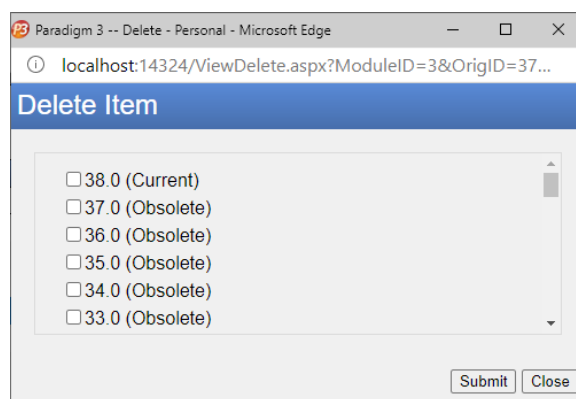 P3 Paradigm 3 -- Delete - Personal - Microsoft Edge
localhost:14324/ViewDelete.aspx?ModuleID=3&OrigID=37...
Delete Item
38.0 (Current)
37.0 (Obsolete)
36.0 (Obsolete)
35.0 (Obsolete)
34.0 (Obsolete)
33.0 (Obsolete)
Submit Close